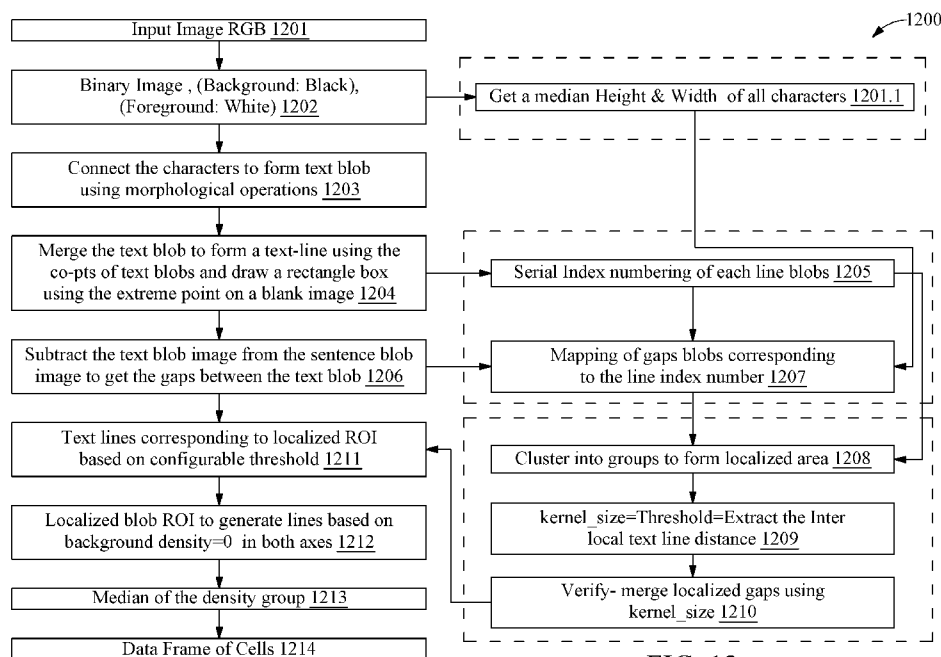 1200
Input Image RGB 1201
Binary Image , (Background: Black),
(Foreground: White) 1202
Get a median Height & Width of all characters 1201.1
Connect the characters to form text blob
using morphological operations 1203
Merge the text blob to form a text-line using the
co-pts of text blobs and draw a rectangle box
using the extreme point on a blank image 1204
Serial Index numbering of each line blobs 1205
Subtract the text blob image from the sentence blob
image to get the gaps between the text blob 1206
Mapping of gaps blobs corresponding
to the line index number 1207
Text lines corresponding to localized ROI
based on configurable threshold 1211
Cluster into groups to form localized area 1208
Localized blob ROI to generate lines based on
background density=0 in both axes 1212
kernel_size=Threshold=Extract the Inter
local text line distance 1209
Median of the density group 1213
Verify- merge localized gaps using
kernel_size 1210
Data Frame of Cells 1214